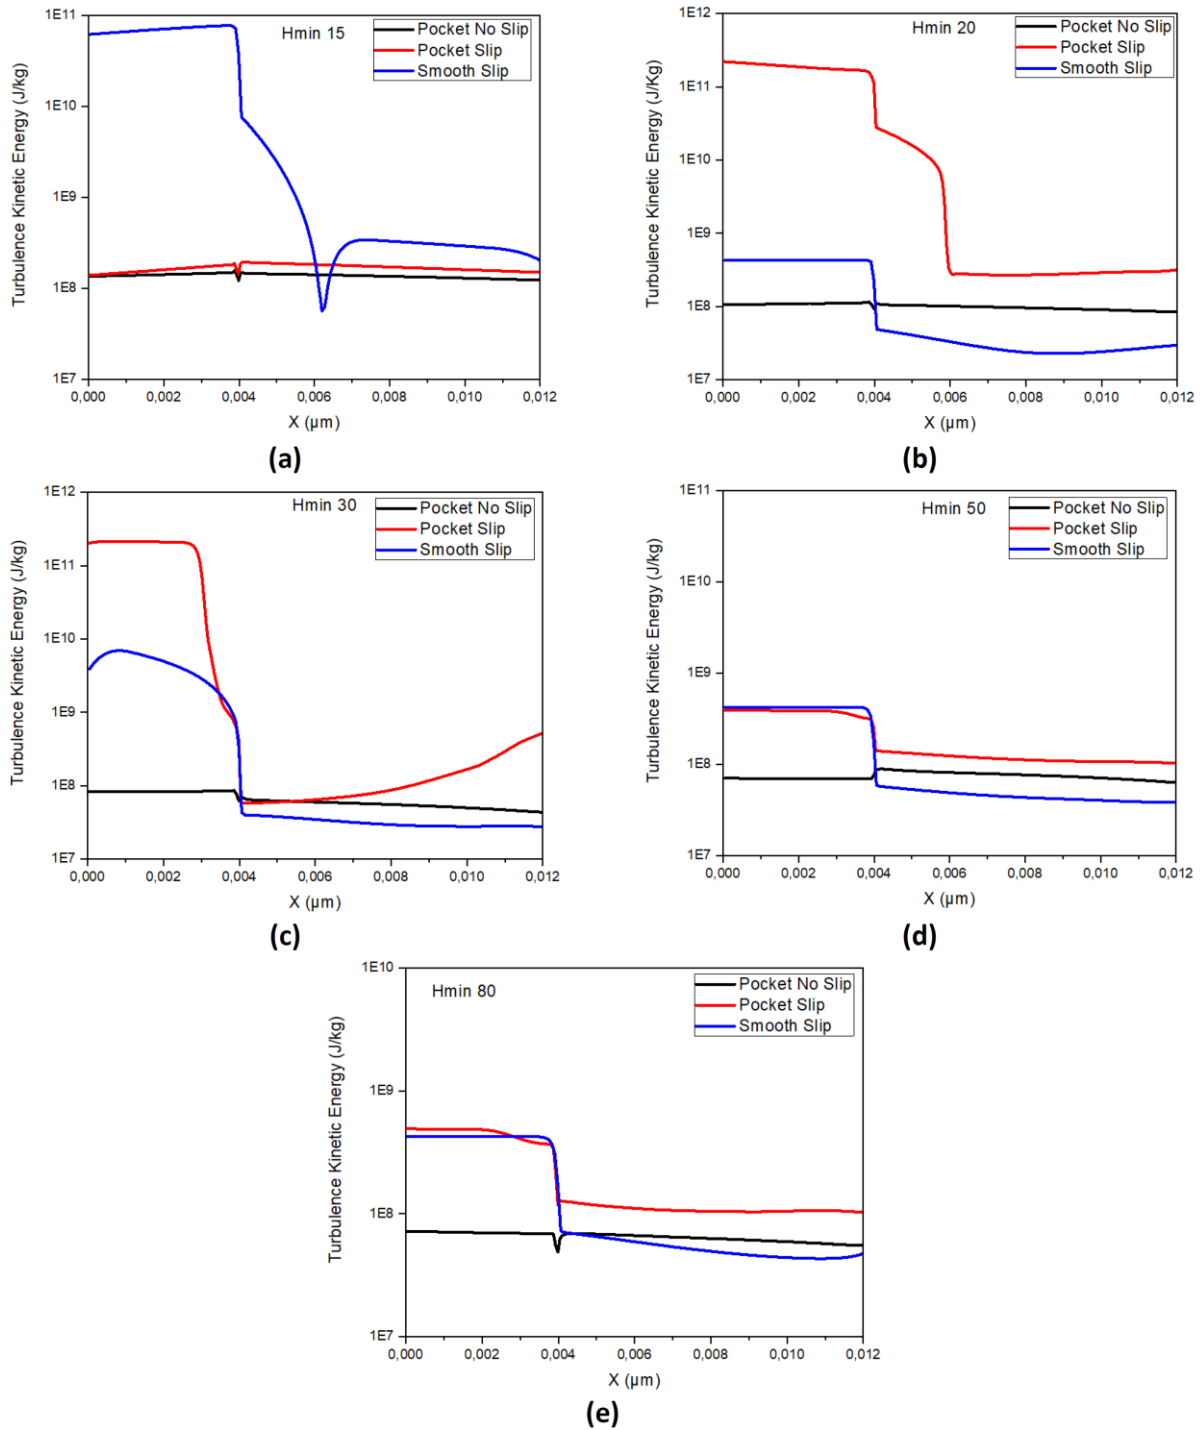 1E11
1E10
1E9
1E8
1E7
Turbulence Kinetic Energy (J/Kg)
Hmin 15
Pocket No Slip
Pocket Slip
Smooth Slip
0,000 0,002 0,004 0,006 0,008 0,010 0,012
X (µm)
(a)
1E12
1E11
1E10
1E9
1E8
1E7
Turbulence Kinetic Energy (J/Kg)
Hmin 20
Pocket No Slip
Pocket Slip
Smooth Slip
0,000 0,002 0,004 0,006 0,008 0,010 0,012
X (µm)
(b)
1E12
1E11
1E10
1E9
1E8
1E7
Turbulence Kinetic Energy (J/kg)
Hmin 30
Pocket No Slip
Pocket Slip
Smooth Slip
0,000 0,002 0,004 0,006 0,008 0,010 0,012
X (µm)
(c)
1E11
1E10
1E9
1E8
1E7
Turbulence Kinetic Energy (J/kg)
Hmin 50
Pocket No Slip
Pocket Slip
Smooth Slip
0,000 0,002 0,004 0,006 0,008 0,010 0,012
X (µm)
(d)
1E10
1E9
1E8
1E7
Turbulence Kinetic Energy (J/kg)
Hmin 80
Pocket No Slip
Pocket Slip
Smooth Slip
0,000 0,002 0,004 0,006 0,008 0,010 0,012
X (µm)
(e)